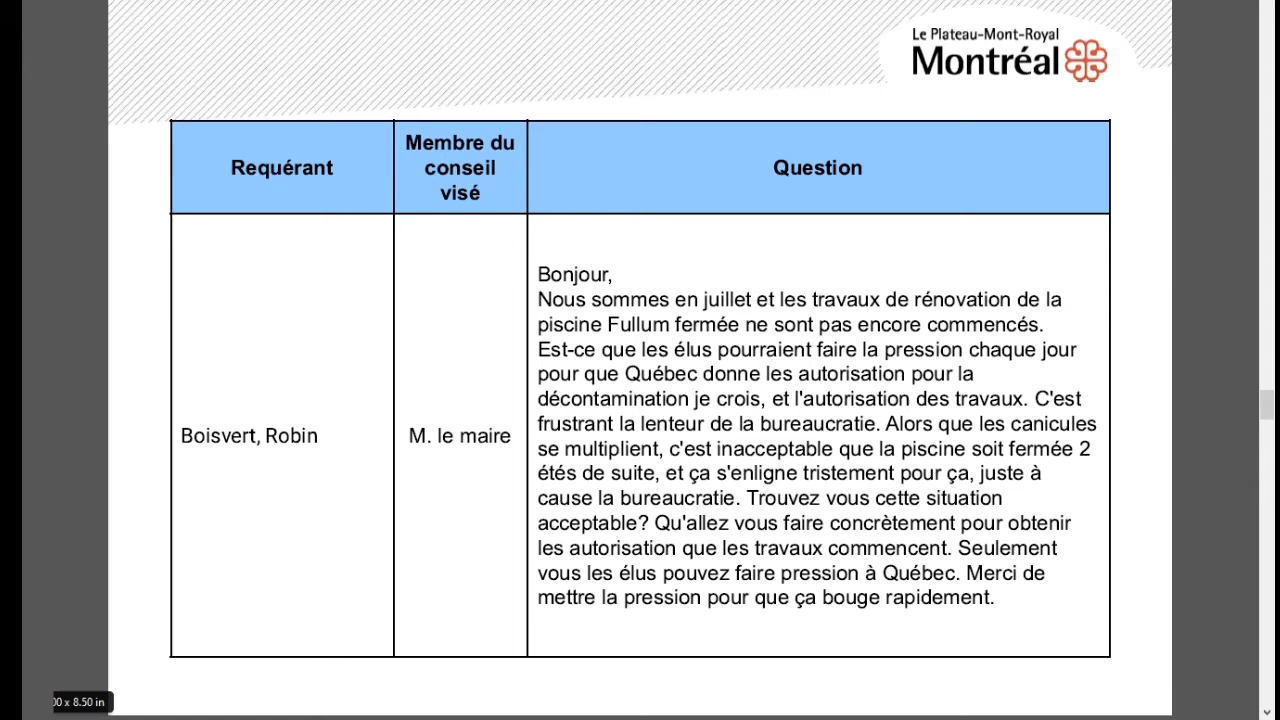 Le Plateau-Mont-Royal
Montréal
Requérant
Membre du
conseil
visé
Question
Boisvert, Robin
M. le maire
Bonjour,
Nous sommes en juillet et les travaux de rénovation de la
piscine Fullum fermée ne sont pas encore commencés.
Est-ce que les élus pourraient faire la pression chaque jour
pour que Québec donne les autorisation pour la
décontamination je crois, et l'autorisation des travaux. C'est
frustrant la lenteur de la bureaucratie. Alors que les canicules
se multiplient, c'est inacceptable que la piscine soit fermée 2
étés de suite, et ça s'enligne tristement pour ça, juste à
cause la bureaucratie. Trouvez vous cette situation
acceptable? Qu'allez vous faire concrètement pour obtenir
les autorisation que les travaux commencent. Seulement
vous les élus pouvez faire pression à Québec. Merci de
mettre la pression pour que ça bouge rapidement.
00 x 8.50 in